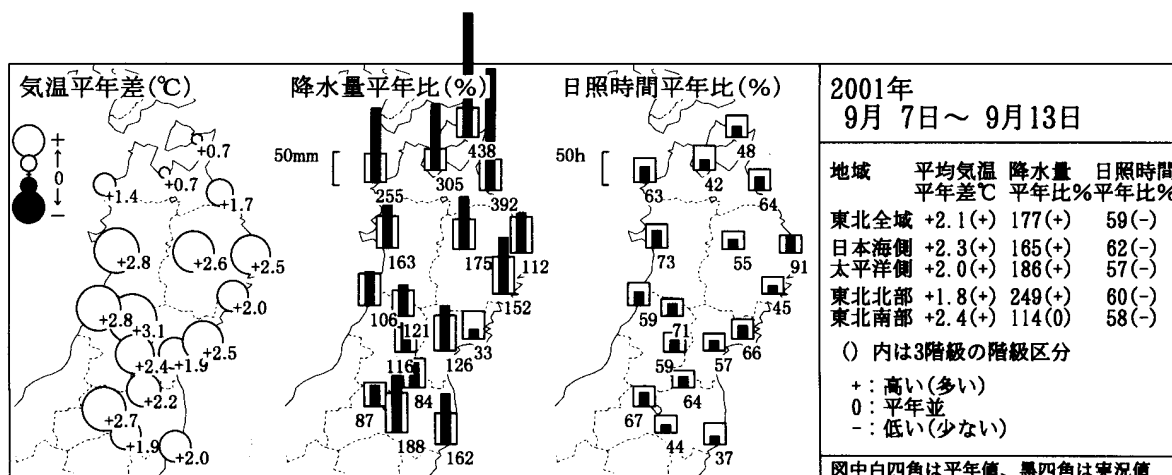 気温平年差(℃)
+
↑
0
↓
−
+0.7
+0.7
+1.4
+1.7
+2.8
+2.6
+2.5
+2.0
+2.8
+3.1
+2.5
+2.4
+1.9
+2.2
+2.7
+1.9
+2.0
降水量平年比(%)
50mm
438
305
255
392
163
175
112
152
106
121
33
116
126
84
87
188
162
日照時間平年比(%)
50h
48
42
63
64
73
55
91
45
59
71
66
59
57
64
67
44
37
2001年
9月 7日〜 9月13日
地域 平均気温 降水量 日照時間
平年差℃ 平年比% 平年比%
東北全域 +2.1(+) 177(+) 59(-)
日本海側 +2.3(+) 165(+) 62(-)
太平洋側 +2.0(+) 186(+) 57(-)
東北北部 +1.8(+) 249(+) 60(-)
東北南部 +2.4(+) 114(0) 58(-)
() 内は3階級の階級区分
+：高い(多い)
0：平年並
-：低い(少ない)
図中白四角は平年値、黒四角は実況値